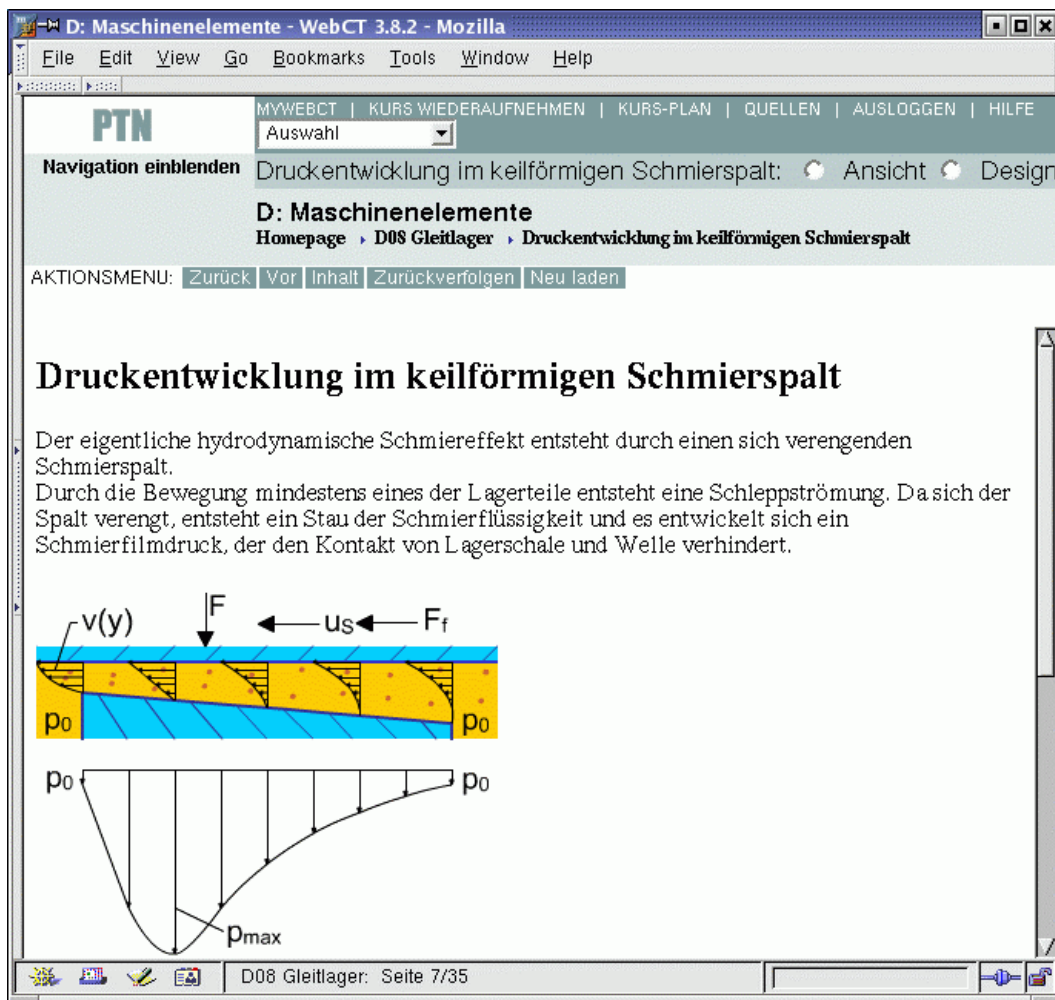 D: Maschinenelemente - WebCT 3.8.2 - Mozilla
File Edit View Go Bookmarks Tools Window Help
PTN
MYWEBCT | KURS WIEDERAUFNEHMEN | KURS-PLAN | QUELLEN | AUSLOGGEN | HILFE
Auswahl
Navigation einblenden
Druckentwicklung im keilförmigen Schmierspalt: Ansicht Design
D: Maschinenelemente
Homepage D08 Gleitlager Druckentwicklung im keilförmigen Schmierspalt
AKTIONSMENU: Zurück Vor Inhalt Zurückverfolgen Neu laden
Druckentwicklung im keilförmigen Schmierspalt
Der eigentliche hydrodynamische Schmiereffekt entsteht durch einen sich verengenden
Schmierspalt.
Durch die Bewegung mindestens eines der Lagerteile entsteht eine Schleppströmung. Da sich der
Spalt verengt, entsteht ein Stau der Schmierflüssigkeit und es entwickelt sich ein
Schmierfilmdruck, der den Kontakt von Lagerschale und Welle verhindert.
v(y) F uS Ff
p0 p0
p0 p0
pmax
D08 Gleitlager: Seite 7/35